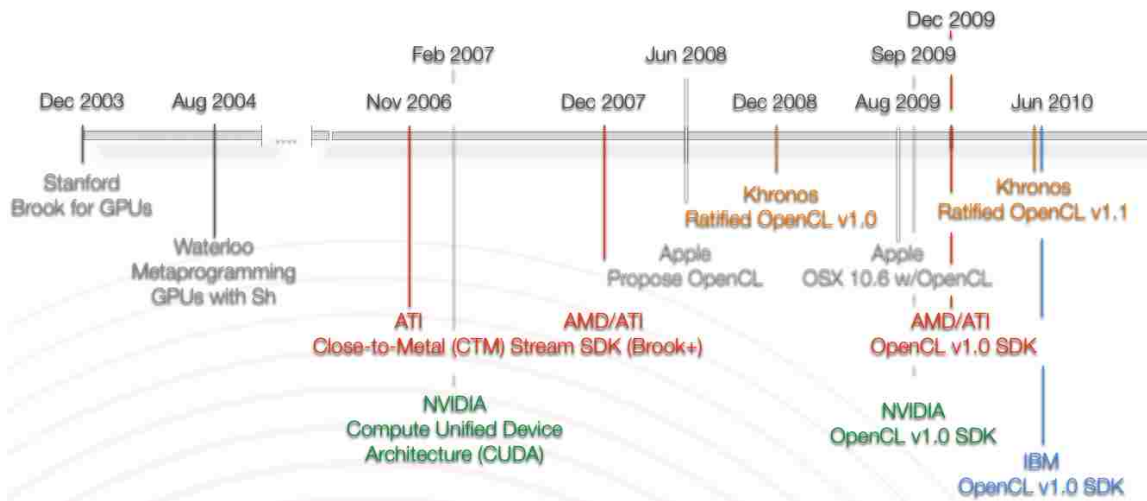 Dec 2009
Feb 2007 Jun 2008 Sep 2009
Dec 2003 Aug 2004 Nov 2006 Dec 2007 Dec 2008 Aug 2009 Jun 2010
....
Stanford
Brook for GPUs
Waterloo
Metaprogramming
GPUs with Sh
ATI
Close-to-Metal (CTM)
NVIDIA
Compute Unified Device
Architecture (CUDA)
AMD/ATI
Stream SDK (Brook+)
Apple
Propose OpenCL
Khronos
Ratified OpenCL v1.0
Apple
OSX 10.6 w/OpenCL
NVIDIA
OpenCL v1.0 SDK
AMD/ATI
OpenCL v1.0 SDK
Khronos
Ratified OpenCL v1.1
IBM
OpenCL v1.0 SDK